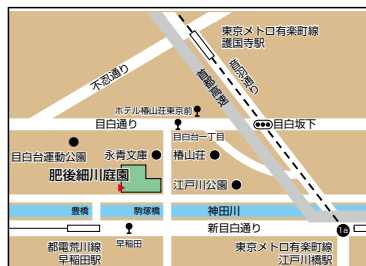 東京メトロ有楽町線
護国寺駅
不忍通り
音羽通り
首都高速
ホテル椿山荘東京前
目白通り
目白台一丁目
目白坂下
目白台運動公園
永青文庫
椿山荘
肥後細川庭園
江戸川公園
豊橋
駒塚橋
神田川
新目白通り
1a
都電荒川線
早稲田駅
早稲田
東京メトロ有楽町線
江戸川橋駅